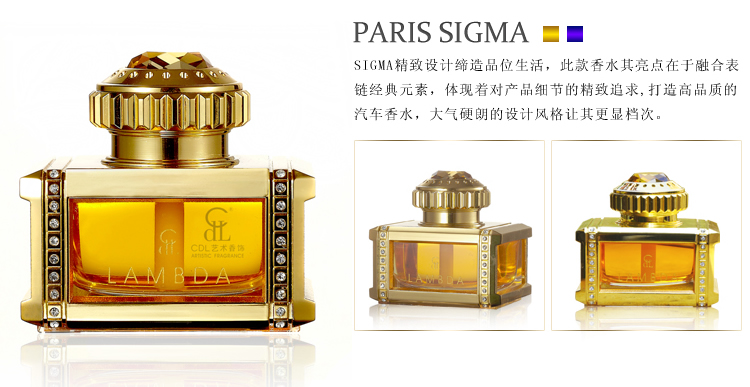 PARIS SIGMA
SIGMA精致设计缔造品位生活，此款香水其亮点在于融合表
链经典元素，体现着对产品细节的精致追求,打造高品质的
汽车香水，大气硬朗的设计风格让其更显档次。
CDL艺术香饰
ARTISTIC FRAGRANCE
LAMBDA